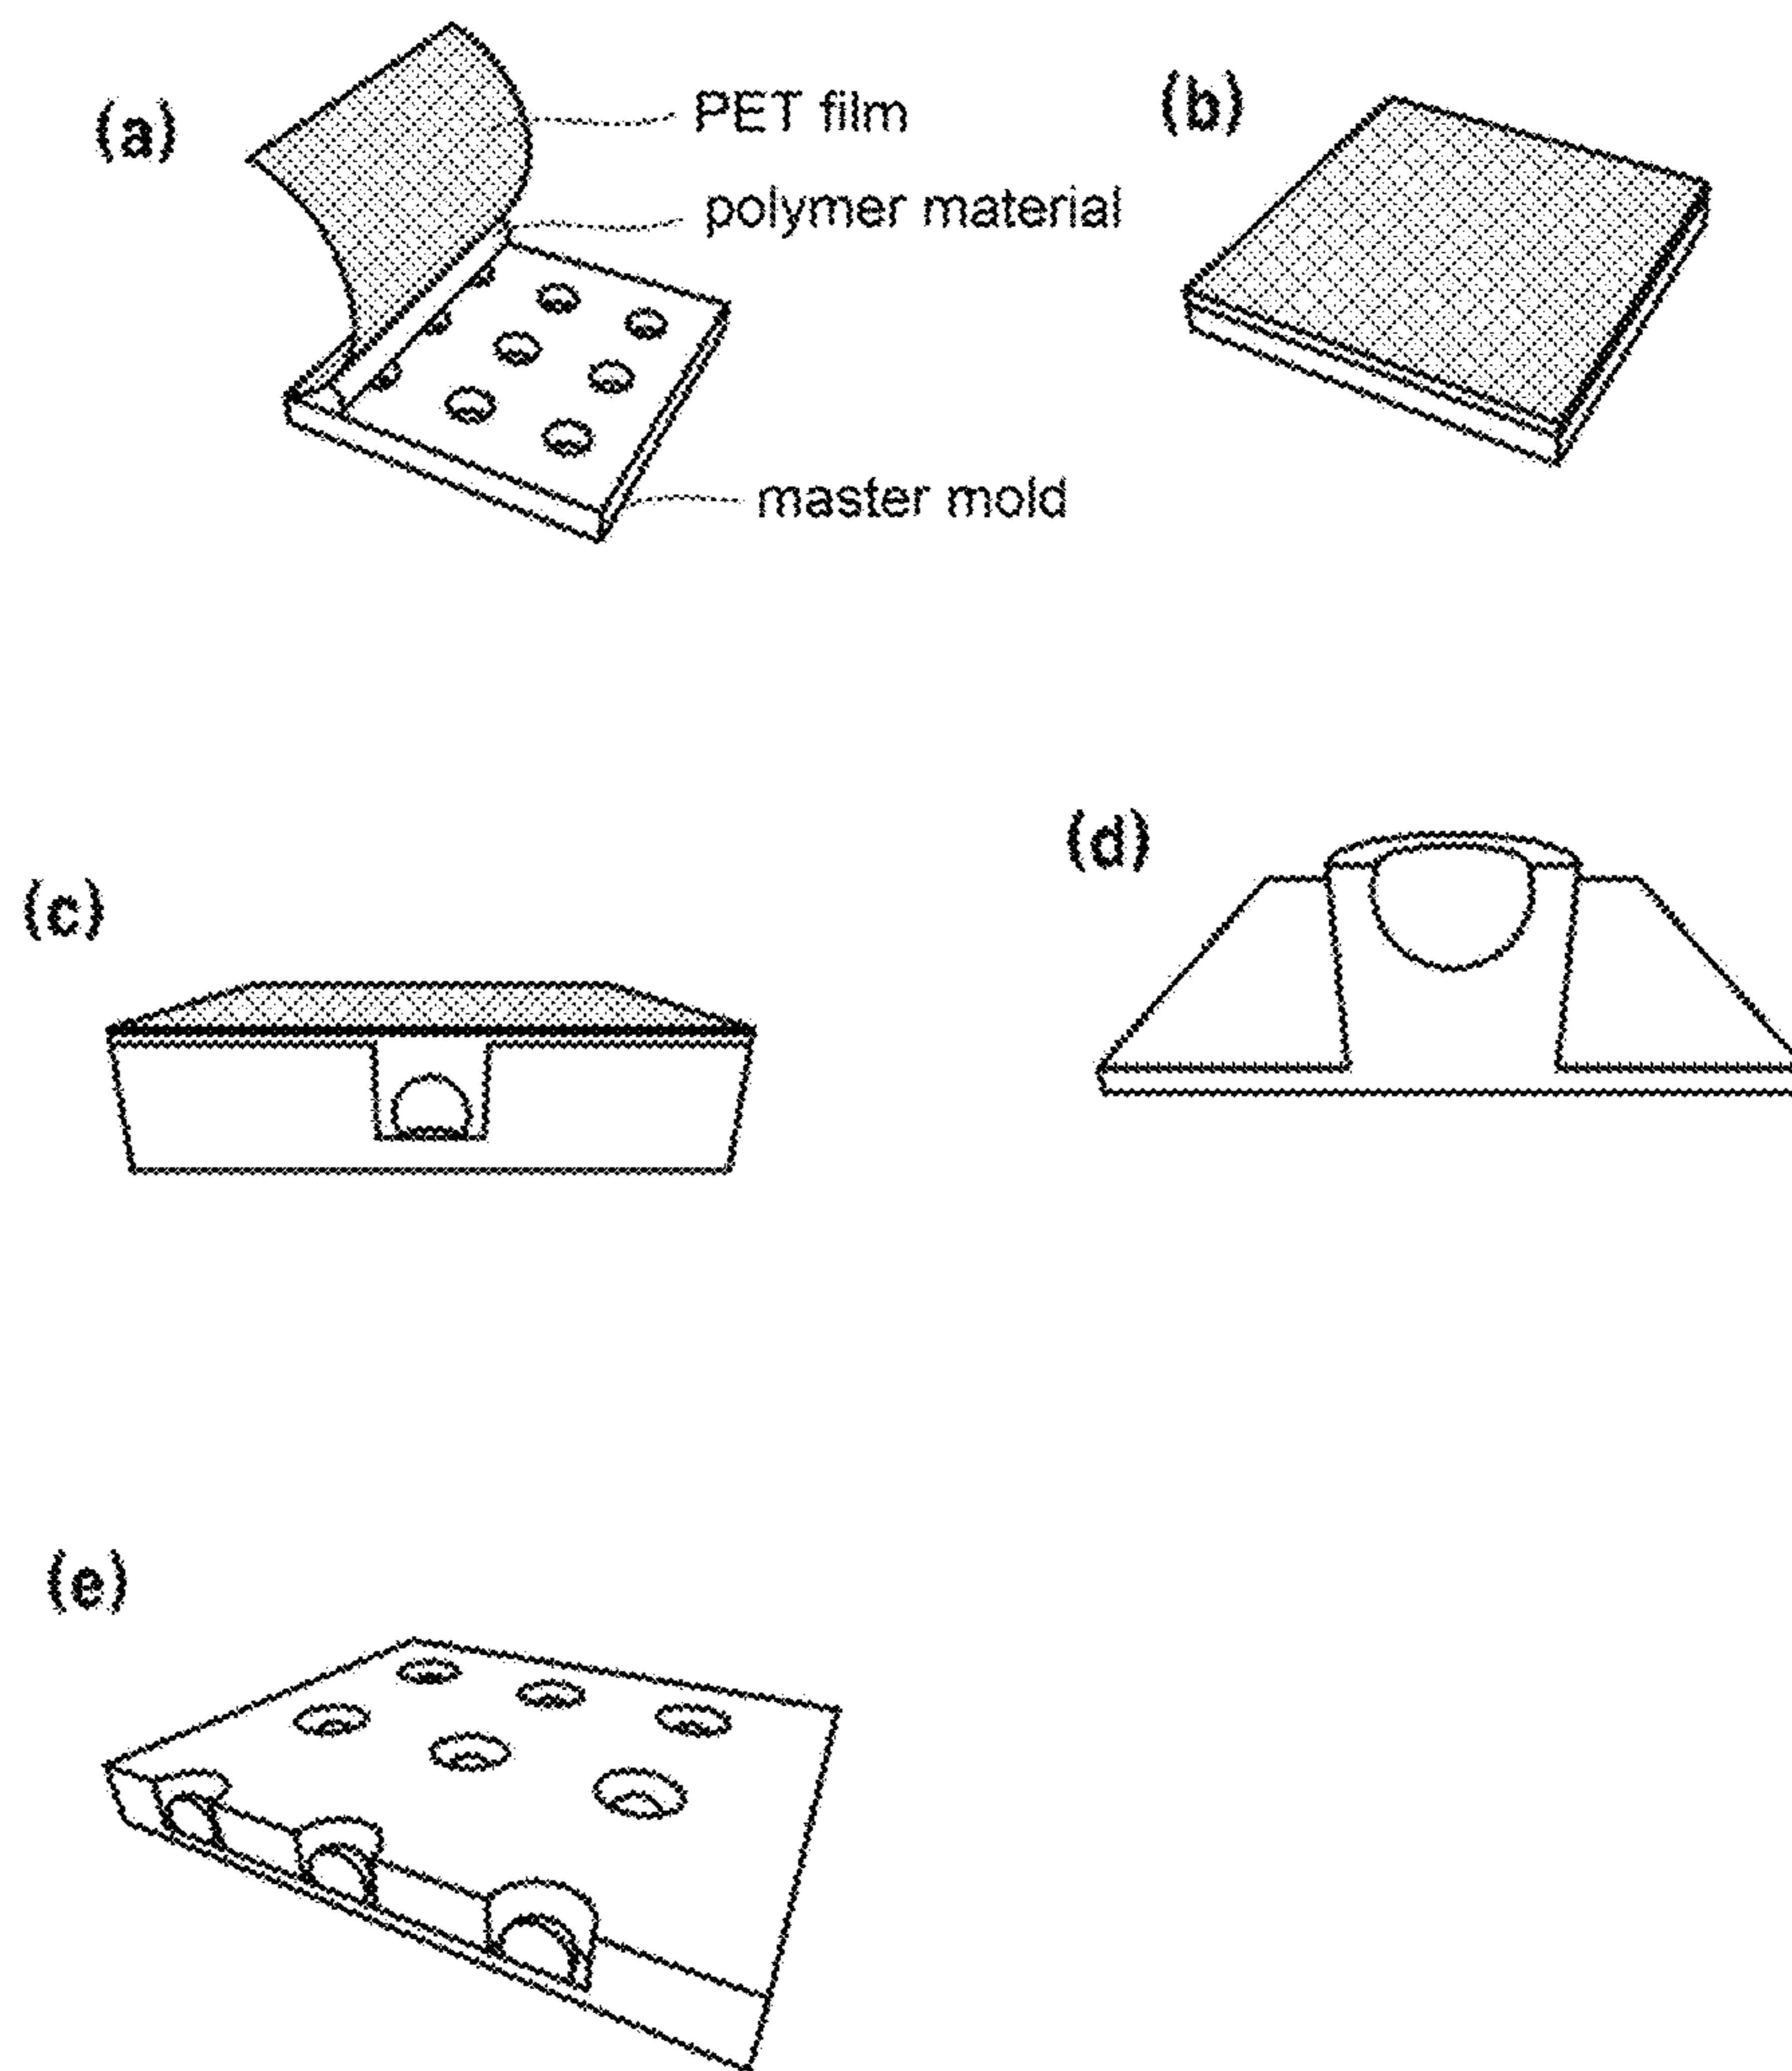 (a)
PET film
polymer material
master mold
(b)
(c)
(d)
(e)